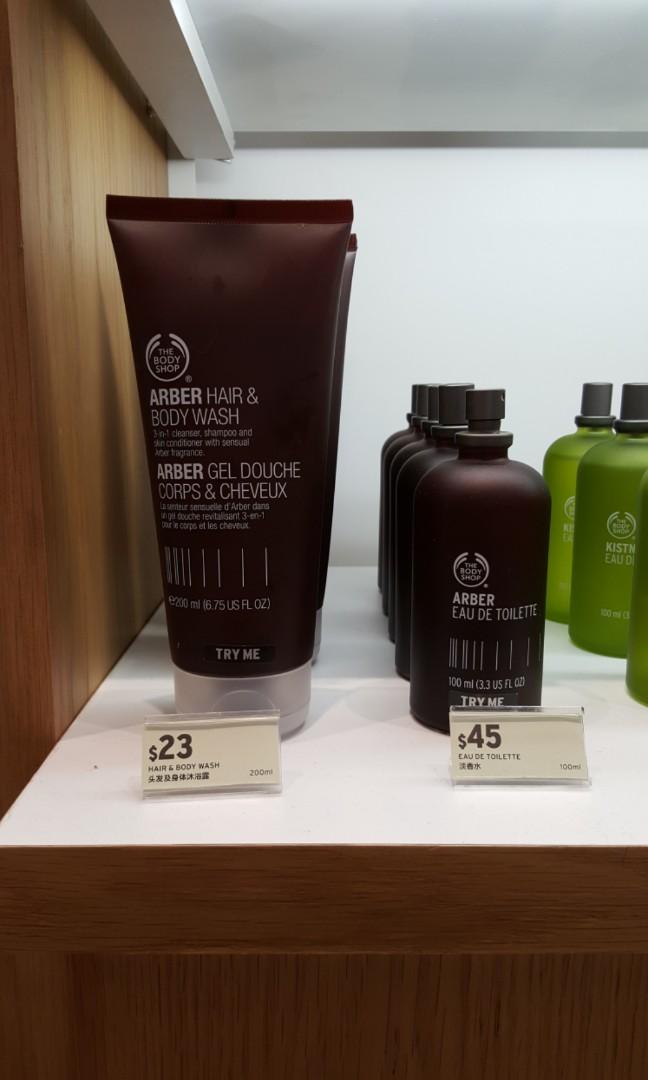 THE
BODY
SHOP
®
ARBER HAIR &
BODY WASH
3-in-1 cleanser, shampoo and
skin conditioner with sensual
Arber fragrance.
ARBER GEL DOUCHE
CORPS & CHEVEUX
La senteur sensuelle d'Arber dans
un gel douche revitalisant 3-en-1
pour le corps et les cheveux.
℮200 ml (6.75 US FL OZ)
TRY ME
$23
HAIR & BODY WASH
头发及身体沐浴露
200ml
THE
BODY
SHOP
ARBER
EAU DE TOILETTE
100 ml (3.3 US FL OZ)
TRY ME
$45
EAU DE TOILETTE
淡香水
100ml
KIS
EA
THE
BODY
SHOP
KISTN
EAU D
100 ml (3